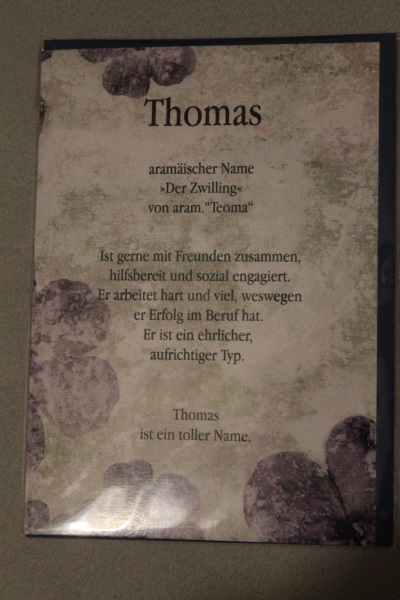 Thomas
aramäischer Name
»Der Zwilling«
von aram.“Teoma“
Ist gerne mit Freunden zusammen,
hilfsbereit und sozial engagiert.
Er arbeitet hart und viel, weswegen
er Erfolg im Beruf hat.
Er ist ein ehrlicher,
aufrichtiger Typ.
Thomas
ist ein toller Name.